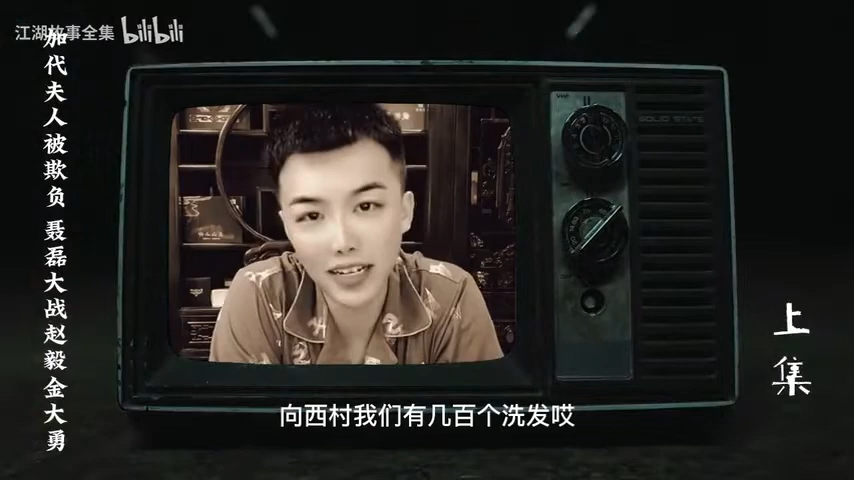 江湖故事全集 bilibili
加代夫人被欺负 聂磊大战赵毅金大勇
SOLID STATE
上集
向西村我们有几百个洗发哎